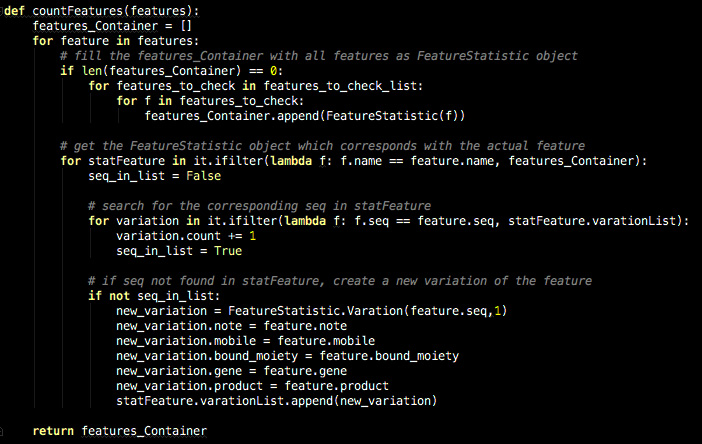 def countFeatures(features):
    features_Container = []
    for feature in features:
        # fill the features_Container with all features as FeatureStatistic object
        if len(features_Container) == 0:
            for features_to_check in features_to_check_list:
                for f in features_to_check:
                    features_Container.append(FeatureStatistic(f))
        # get the FeatureStatistic object which corresponds with the actual feature
        for statFeature in it.ifilter(lambda f: f.name == feature.name, features_Container):
            seq_in_list = False
            # search for the corresponding seq in statFeature
            for variation in it.ifilter(lambda f: f.seq == feature.seq, statFeature.varationList):
                variation.count += 1
                seq_in_list = True
            # if seq not found in statFeature, create a new variation of the feature
            if not seq_in_list:
                new_variation = FeatureStatistic.Varation(feature.seq,1)
                new_variation.note = feature.note
                new_variation.mobile = feature.mobile
                new_variation.bound_moiety = feature.bound_moiety
                new_variation.gene = feature.gene
                new_variation.product = feature.product
                statFeature.varationList.append(new_variation)
    return features_Container